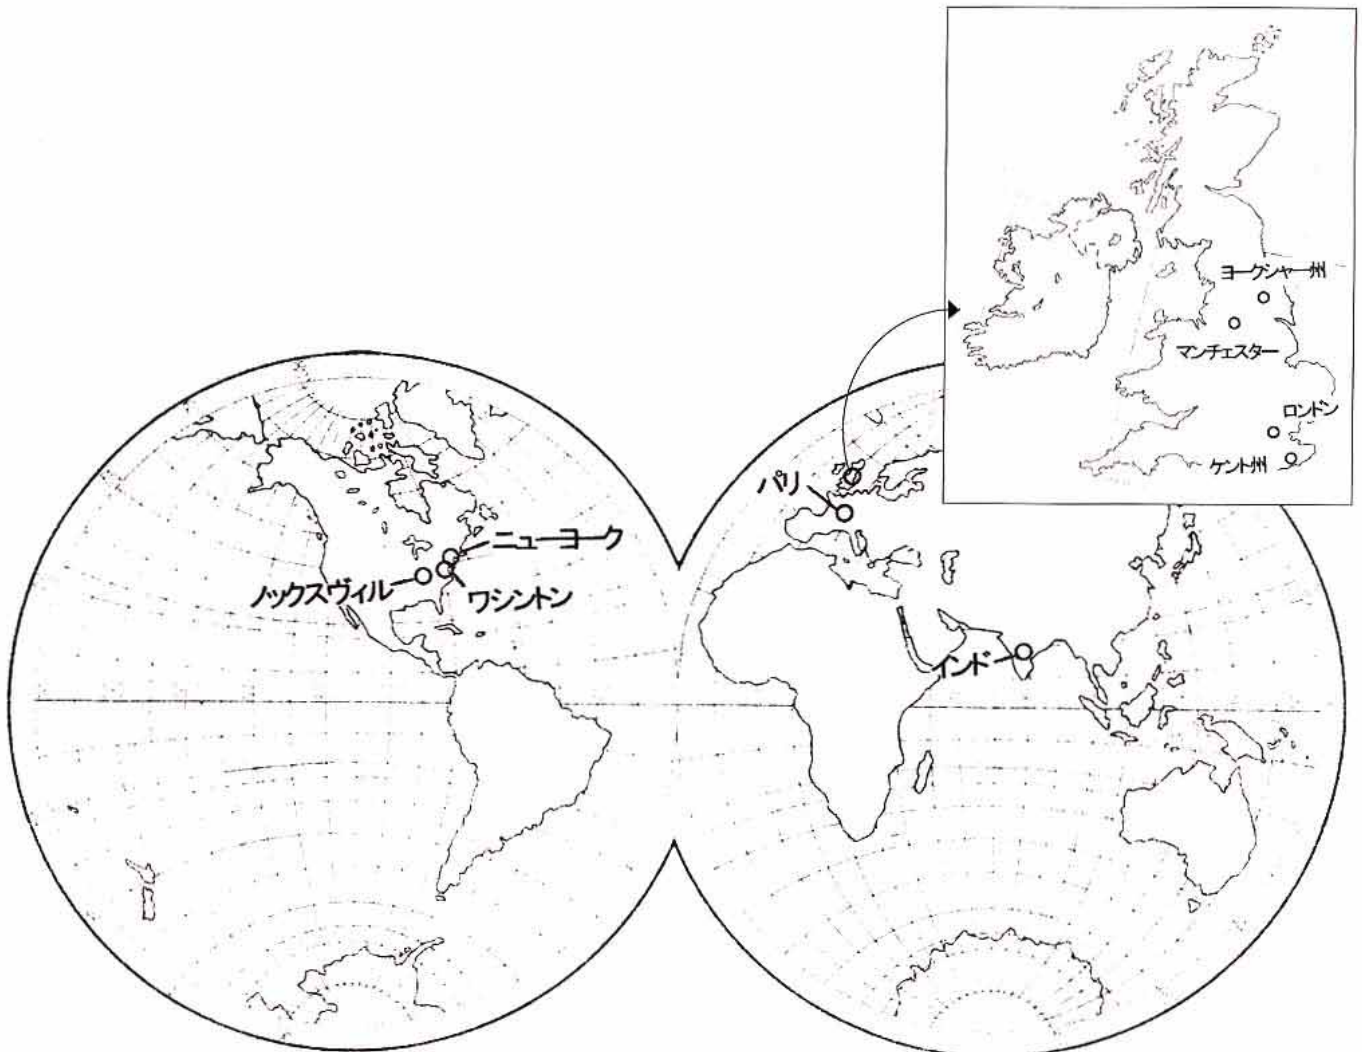 ヨークシャー州
マンチェスター
ロンドン
ケント州
パリ
ニューヨーク
ノックスヴィル
ワシントン
インド